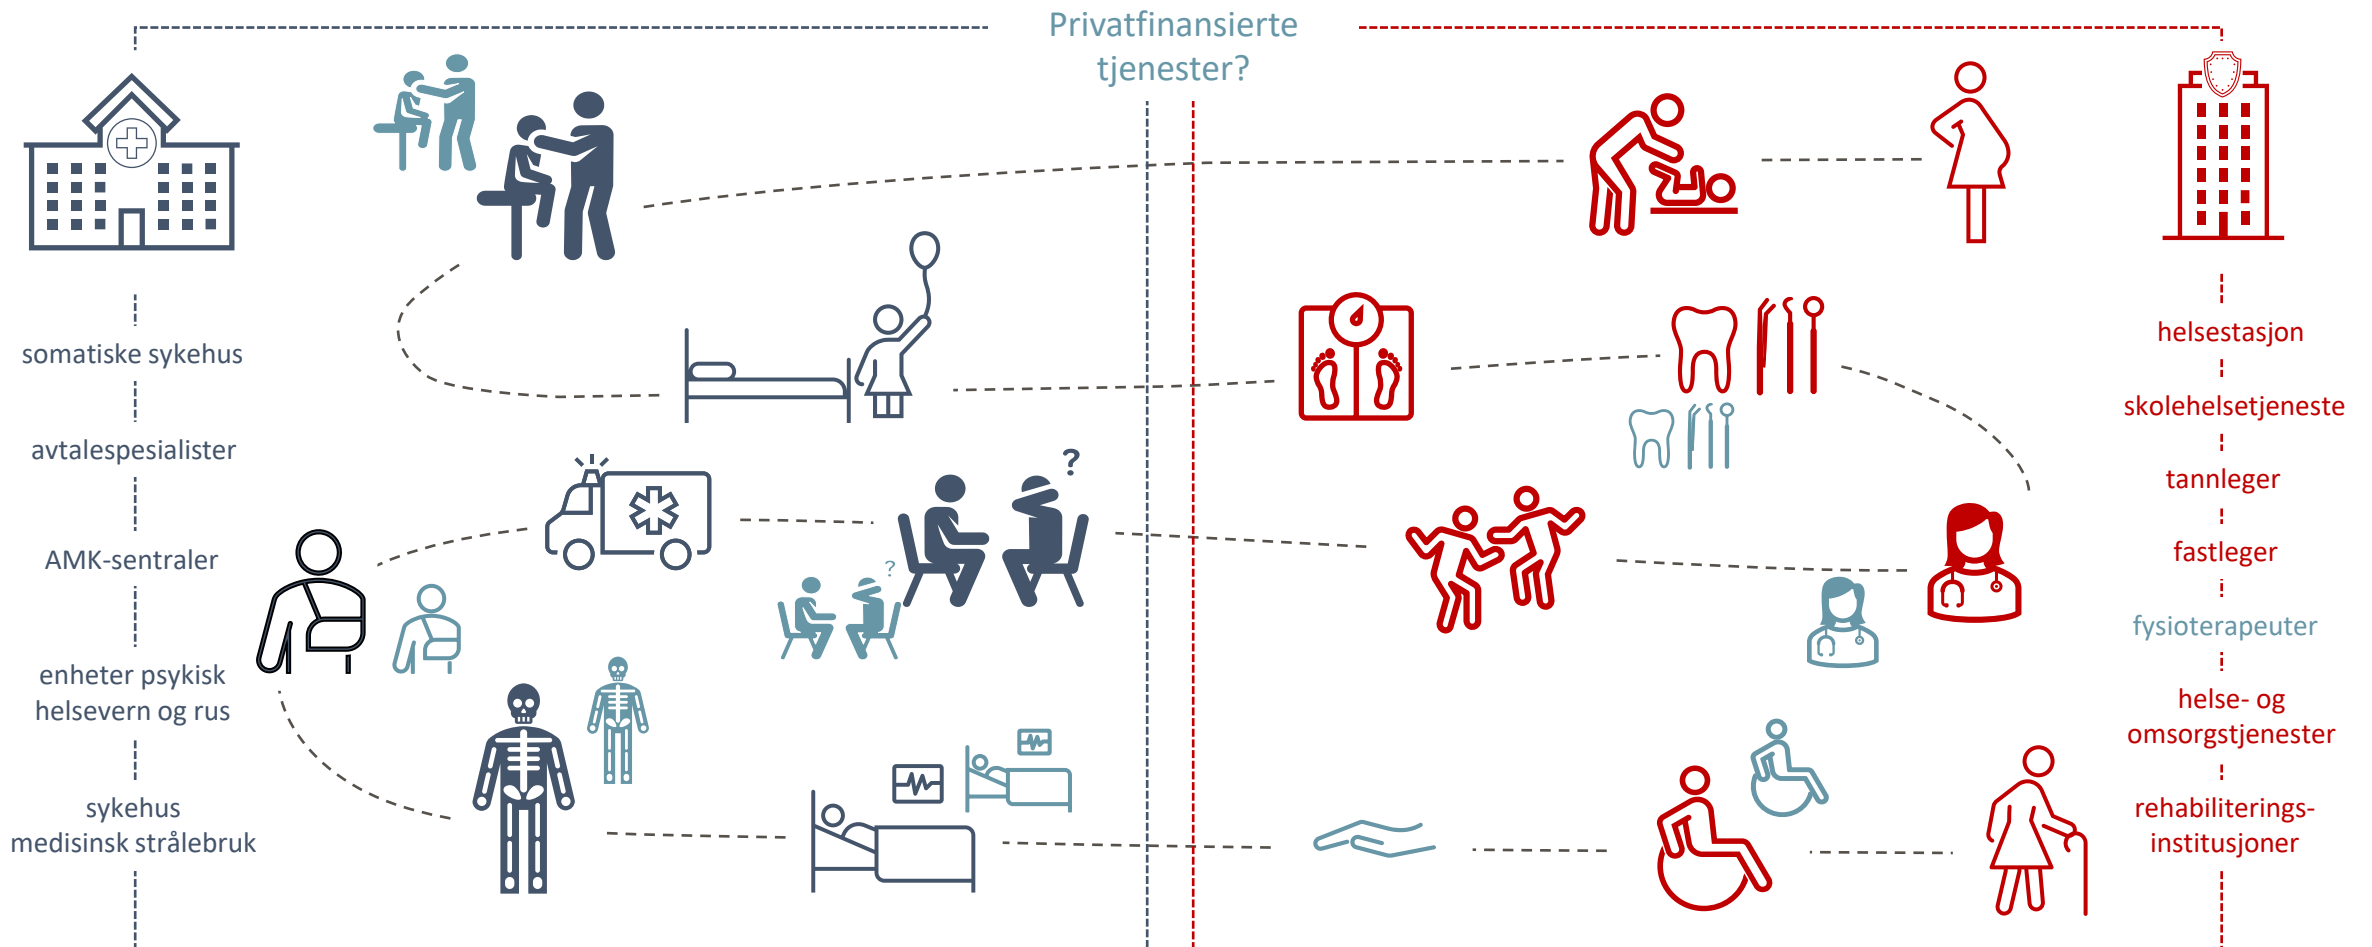 Privatfinansierte
tjenester?
somatiske sykehus
avtalespesialister
AMK-sentraler
enheter psykisk
helsevern og rus
sykehus
medisinsk strålebruk
?
?
helsestasjon
skolehelsetjeneste
tannleger
fastleger
fysioterapeuter
helse- og
omsorgstjenester
rehabiliterings-
institusjoner